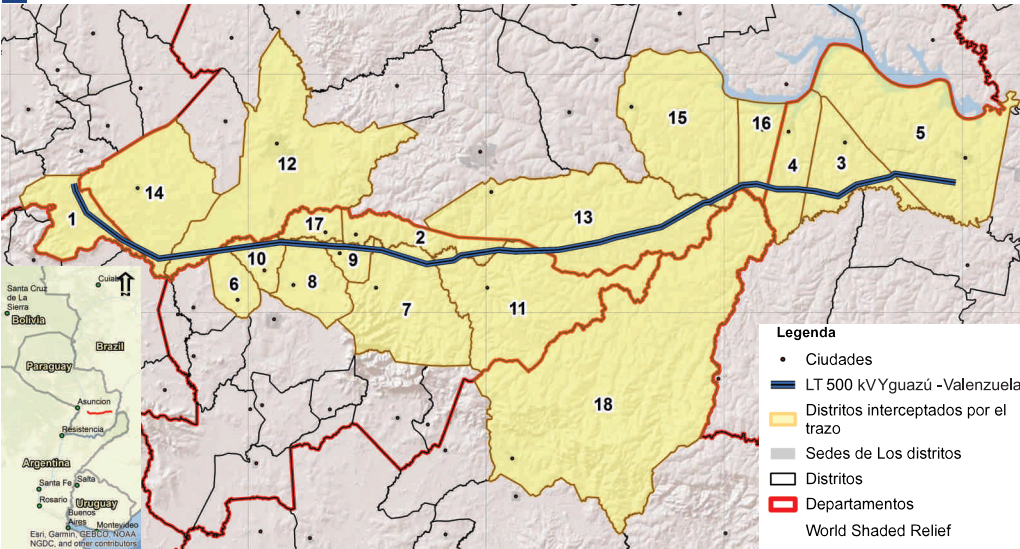 15
16
4
3
5
12
14
1
17
2
13
10
9
6
8
7
11
18
Cuiab
Santa Cruz
de La
Sierra
Bolivia
Brazil
Paraguay
Asuncion
Resistencia
Argentina
Santa Fe
Salta
Rosario
Uruguay
Buenos
Aires
Montevideo
Esri, Garmin, GEBCO, NOAA
NGDC, and other contributors
Legenda
Ciudades
LT 500 kV Yguazú -Valenzuela
Distritos interceptados por el
trazo
Sedes de Los distritos
Distritos
Departamentos
World Shaded Relief